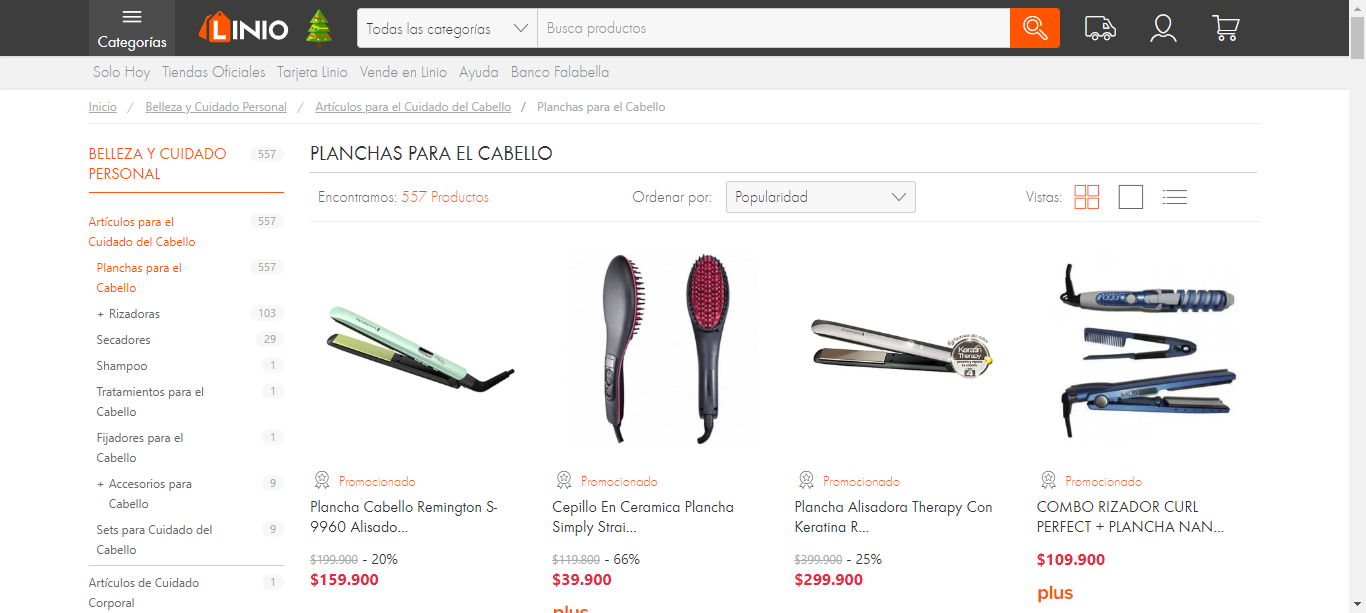 Categorías
LINIO
Todas las categorías
Busca productos
Solo Hoy Tiendas Oficiales Tarjeta Linio Vende en Linio Ayuda Banco Falabella
Inicio / Belleza y Cuidado Personal / Artículos para el Cuidado del Cabello / Planchas para el Cabello
BELLEZA Y CUIDADO 557
PERSONAL
Artículos para el 557
Cuidado del Cabello
Planchas para el 557
Cabello
+ Rizadoras 103
Secadores 29
Shampoo 1
Tratamientos para el 1
Cabello
Fijadores para el 1
Cabello
+ Accesorios para 9
Cabello
Sets para Cuidado del 9
Cabello
Artículos de Cuidado 1
Corporal
PLANCHAS PARA EL CABELLO
Encontramos: 557 Productos
Ordenar por: Popularidad
Vistas:
Keratin
Therapy
4
Promocionado
Plancha Cabello Remington S-
9960 Alisado...
$199.900 - 20%
$159.900
Promocionado
Cepillo En Ceramica Plancha
Simply Strai...
$119.800 - 66%
$39.900
plus
Promocionado
Plancha Alisadora Therapy Con
Keratina R...
$399.900 - 25%
$299.900
Promocionado
COMBO RIZADOR CURL
PERFECT + PLANCHA NAN...
$109.900
plus